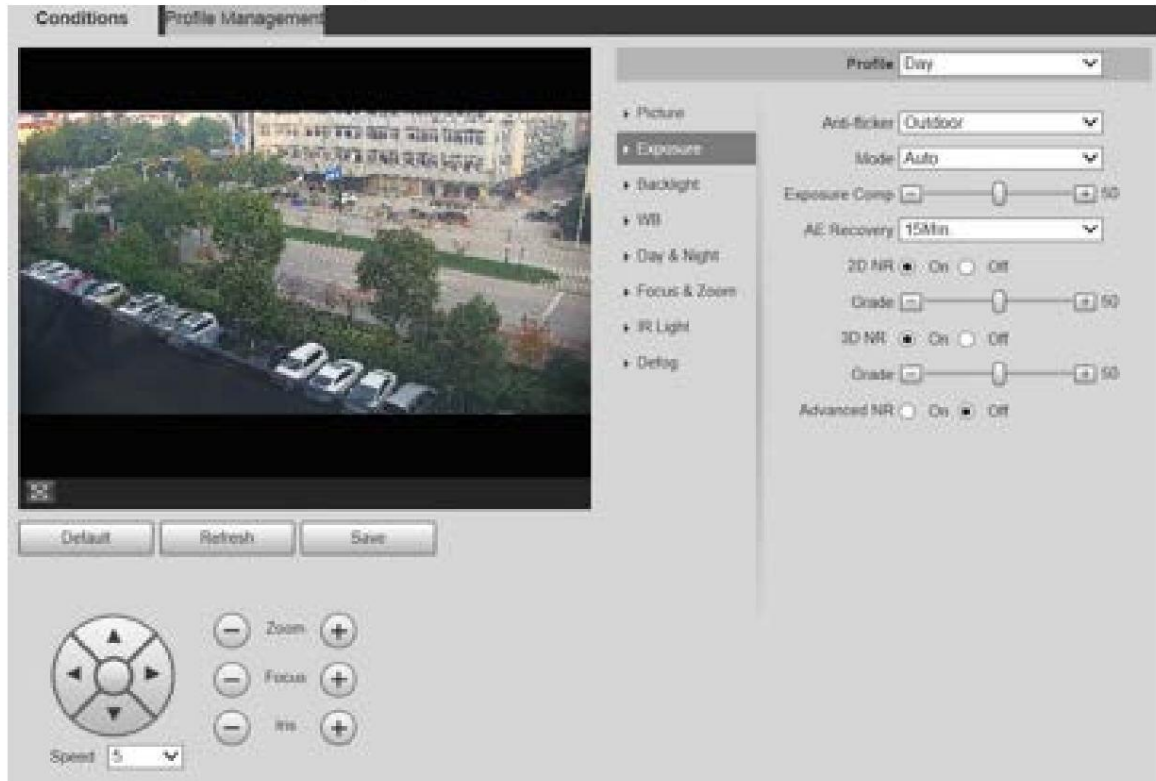 Conditions Profile Management
Profile Day
Picture
Exposure
Backlight
WB
Day & Night
Focus & Zoom
IR Light
Defog
Anti-flicker Outdoor
Mode Auto
Exposure Comp - + 50
AE Recovery 15Min
2D NR On Off
Grade - + 50
3D NR On Off
Grade - + 50
Advanced NR On Off
Default Refresh Save
- Zoom +
- Focus +
- Iris +
Speed 5